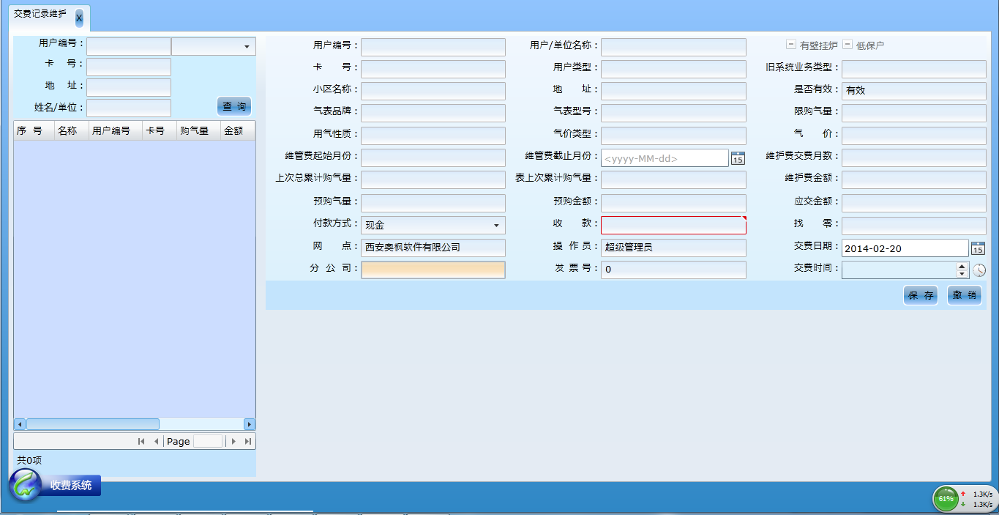 交费记录维护 X
用户编号：
卡 号：
地 址：
姓名/单位：
查 询
序 号 名称 用户编号 卡号 购气量 金额
Page
共0项
用户编号： 用户/单位名称： 有壁挂炉 低保户
卡 号： 用户类型： 旧系统业务类型：
小区名称： 地 址： 是否有效： 有效
气表品牌： 气表型号： 限购气量：
用气性质： 气价类型： 气 价：
维管费起始月份： 维管费截止月份： <yyyy-MM-dd> 15 维护费交费月数：
上次总累计购气量： 表上次累计购气量： 维护费金额：
预购气量： 预购金额： 应交金额：
付款方式： 现金 收 款： 找 零：
网 点： 西安奥枫软件有限公司 操 作 员： 超级管理员 交费日期： 2014-02-20 15
分 公 司： 发 票 号： 0 交费时间：
保 存 撤 销
收费系统
61% 1.3K/s
1.3K/s